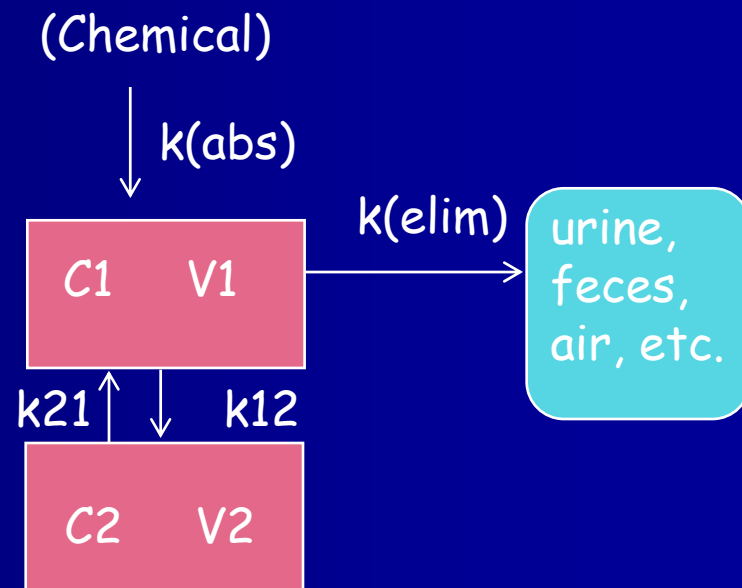 (Chemical)
k(abs)
k(elim)
urine,
feces,
air, etc.
C1 V1
k21 k12
C2 V2